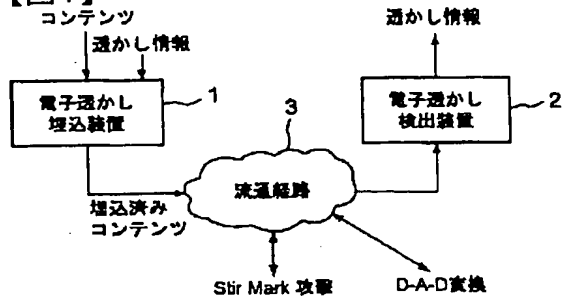 コンテンツ
透かし情報
電子透かし
埋込装置
1
埋込済み
コンテンツ
3
流通経路
透かし情報
電子透かし
検出装置
2
Stir Mark 攻撃
D-A-D変換